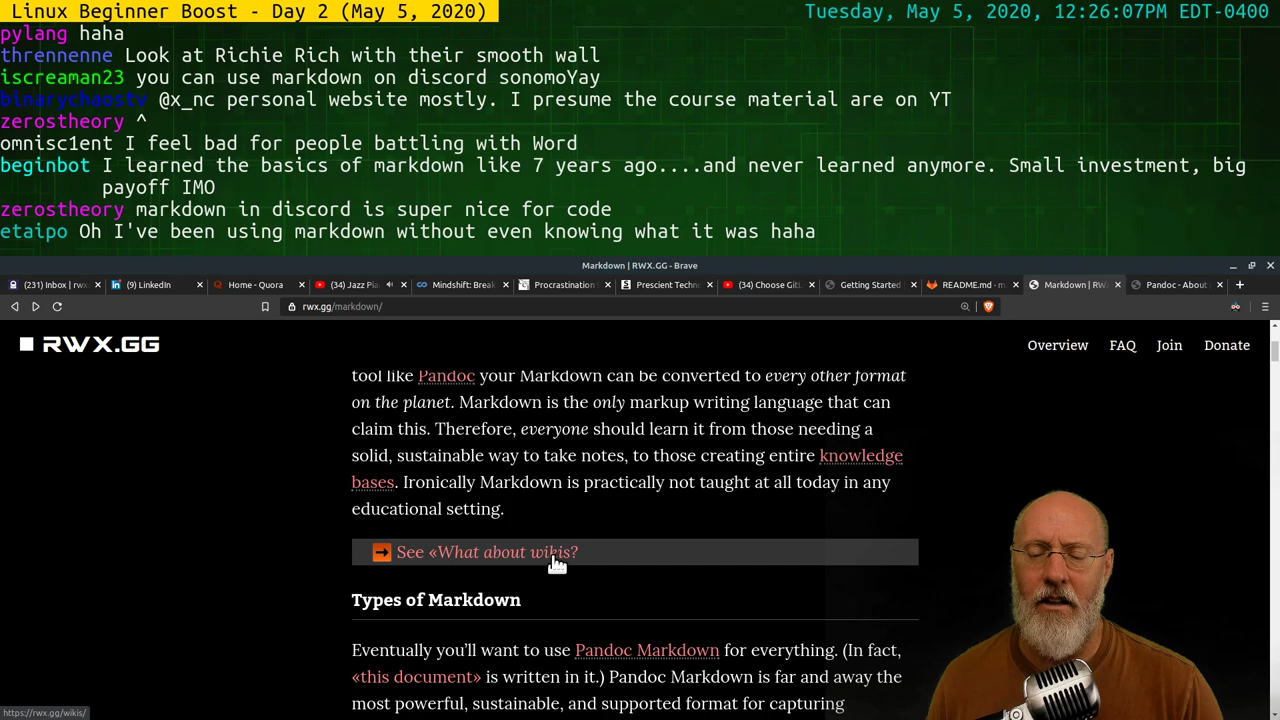 Linux Beginner Boost - Day 2 (May 5, 2020)
Tuesday, May 5, 2020, 12:26:07PM EDT-0400
pylang haha
thrennenne Look at Richie Rich with their smooth wall
iscreaman23 you can use markdown on discord sonomoYay
binarychaostv @x_nc personal website mostly. I presume the course material are on YT
zerostheory ^
omnisc1ent I feel bad for people battling with Word
beginbot I learned the basics of markdown like 7 years ago....and never learned anymore. Small investment, big
payoff IMO
zerostheory markdown in discord is super nice for code
etaipo Oh I've been using markdown without even knowing what it was haha
Markdown | RWX.GG - Brave
(231) Inbox | rwx.
(9) LinkedIn
Home - Quora
(34) Jazz Pia
Mindshift: Break
Procrastination
Prescient Techn
(34) Choose Git
Getting Started
README.md - m
Markdown | RW
Pandoc - About
rwx.gg/markdown/
RWX.GG
Overview FAQ Join Donate
tool like Pandoc your Markdown can be converted to every other format
on the planet. Markdown is the only markup writing language that can
claim this. Therefore, everyone should learn it from those needing a
solid, sustainable way to take notes, to those creating entire knowledge
bases. Ironically Markdown is practically not taught at all today in any
educational setting.
See «What about wikis?
Types of Markdown
Eventually you'll want to use Pandoc Markdown for everything. (In fact,
«this document» is written in it.) Pandoc Markdown is far and away the
most powerful, sustainable, and supported format for capturing
https://rwx.gg/wikis/